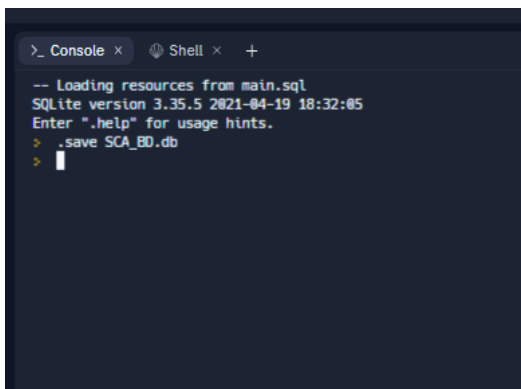 >_ Console × Shell × +
-- Loading resources from main.sql
SQLite version 3.35.5 2021-04-19 18:32:05
Enter ".help" for usage hints.
> .save SCA_BD.db
>